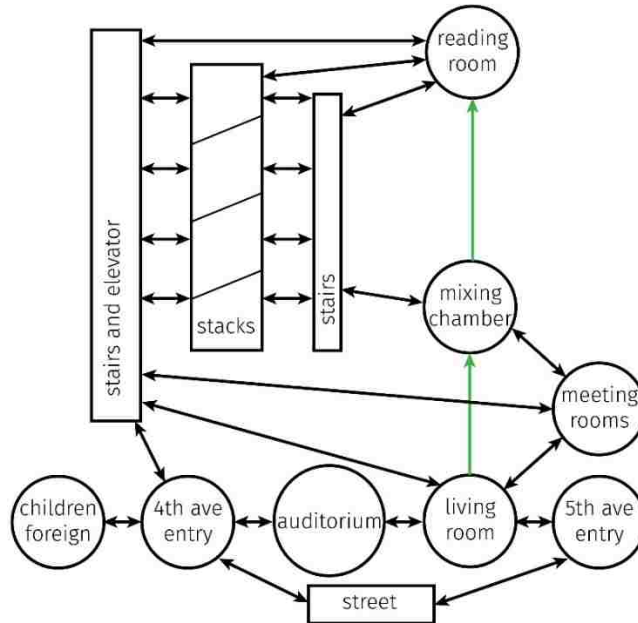 reading
room
stairs and elevator
stacks
stairs
mixing
chamber
meeting
rooms
children
foreign
4th ave
entry
auditorium
living
room
5th ave
entry
street